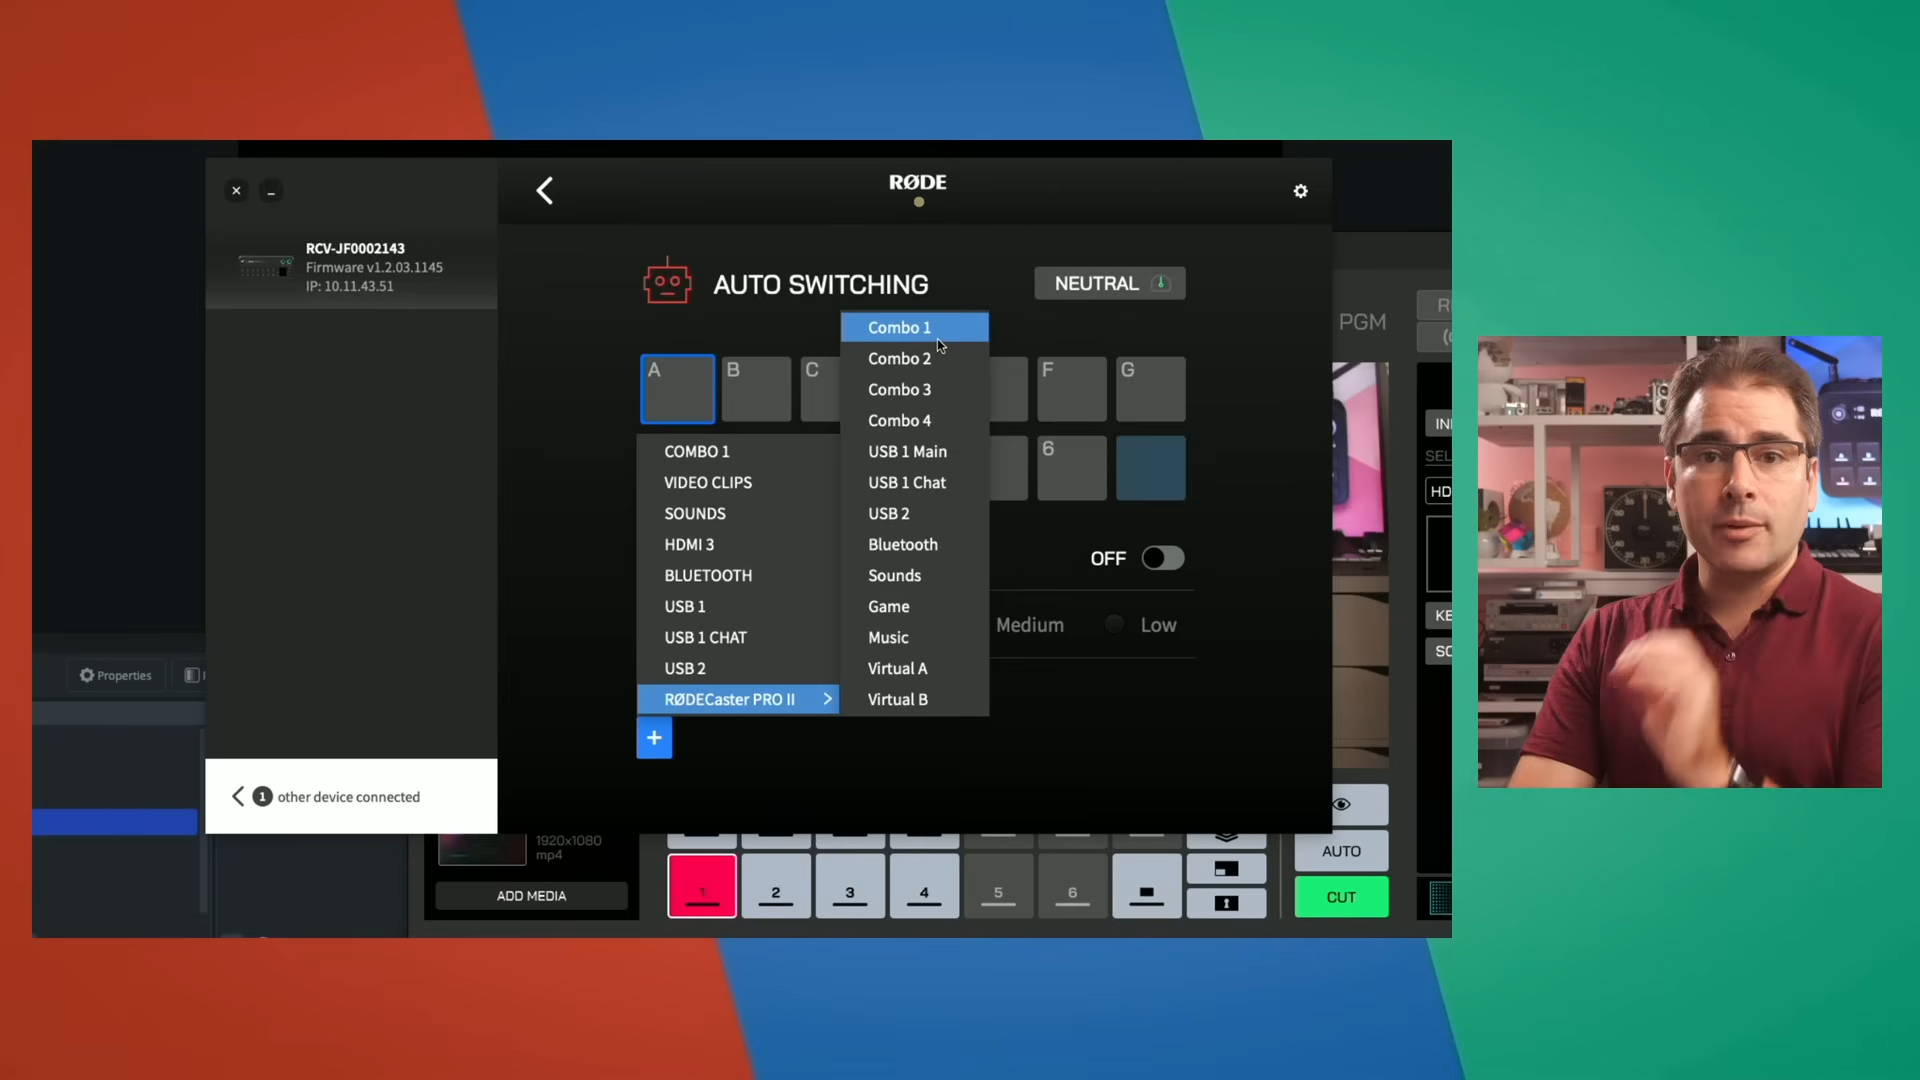 RØDE
RCV-JF0002143
Firmware v1.2.03.1145
IP: 10.11.43.51
AUTO SWITCHING
NEUTRAL
A
B
C
F
G
6
Combo 1
Combo 2
Combo 3
Combo 4
USB 1 Main
USB 1 Chat
USB 2
Bluetooth
Sounds
Game
Music
Virtual A
Virtual B
COMBO 1
VIDEO CLIPS
SOUNDS
HDMI 3
BLUETOOTH
USB 1
USB 1 CHAT
USB 2
RØDECaster PRO II
+
OFF
Medium
Low
PGM
HD
KE
Properties
1 other device connected
1920x1080
mp4
ADD MEDIA
1
2
3
4
5
6
AUTO
CUT